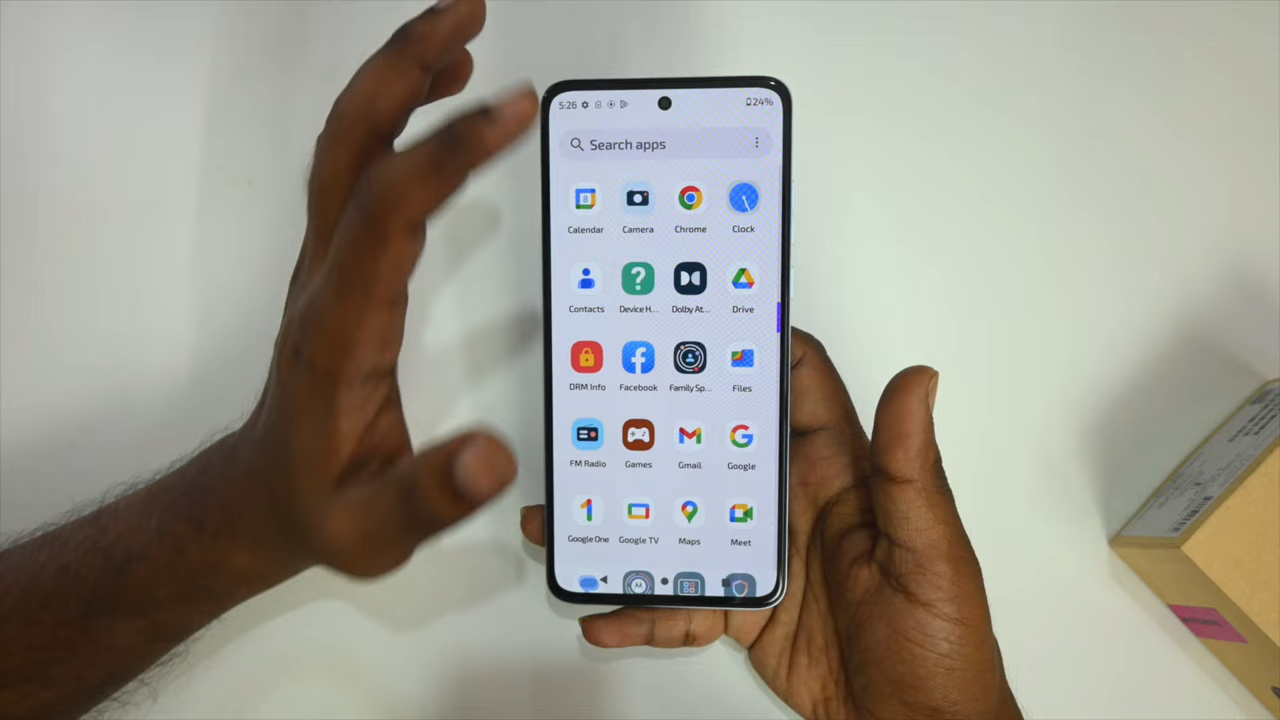 5:26 24%
Search apps
8
Calendar Camera Chrome Clock
Contacts Device H... Dolby At... Drive
DRM Info Facebook Family Sp... Files
FM Radio Games Gmail Google
Google One Google TV Maps Meet